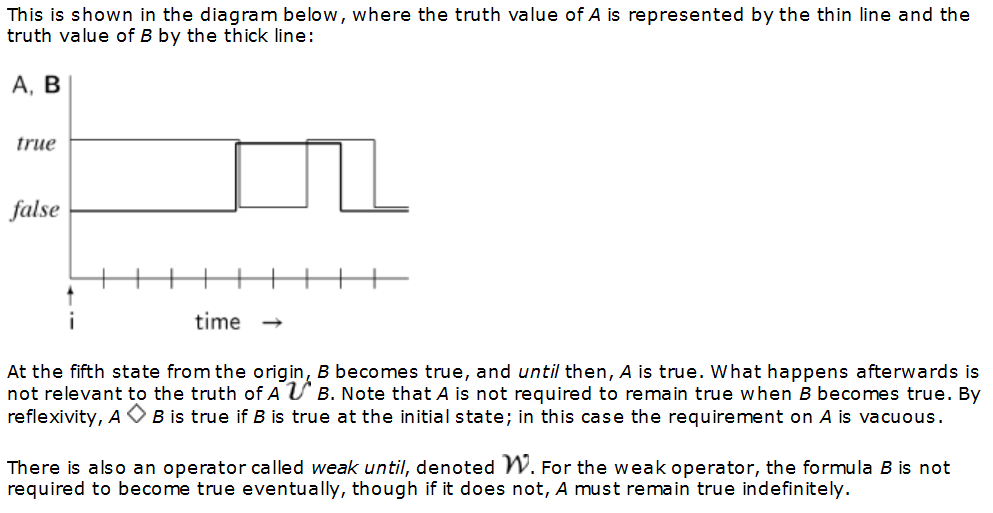 This is shown in the diagram below, where the truth value of A is represented by the thin line and the
truth value of B by the thick line:
A, B
true
false
i
time →
At the fifth state from the origin, B becomes true, and until then, A is true. What happens afterwards is
not relevant to the truth of A 𝒰 B. Note that A is not required to remain true when B becomes true. By
reflexivity, A ◇ B is true if B is true at the initial state; in this case the requirement on A is vacuous.
There is also an operator called weak until, denoted 𝒲. For the weak operator, the formula B is not
required to become true eventually, though if it does not, A must remain true indefinitely.